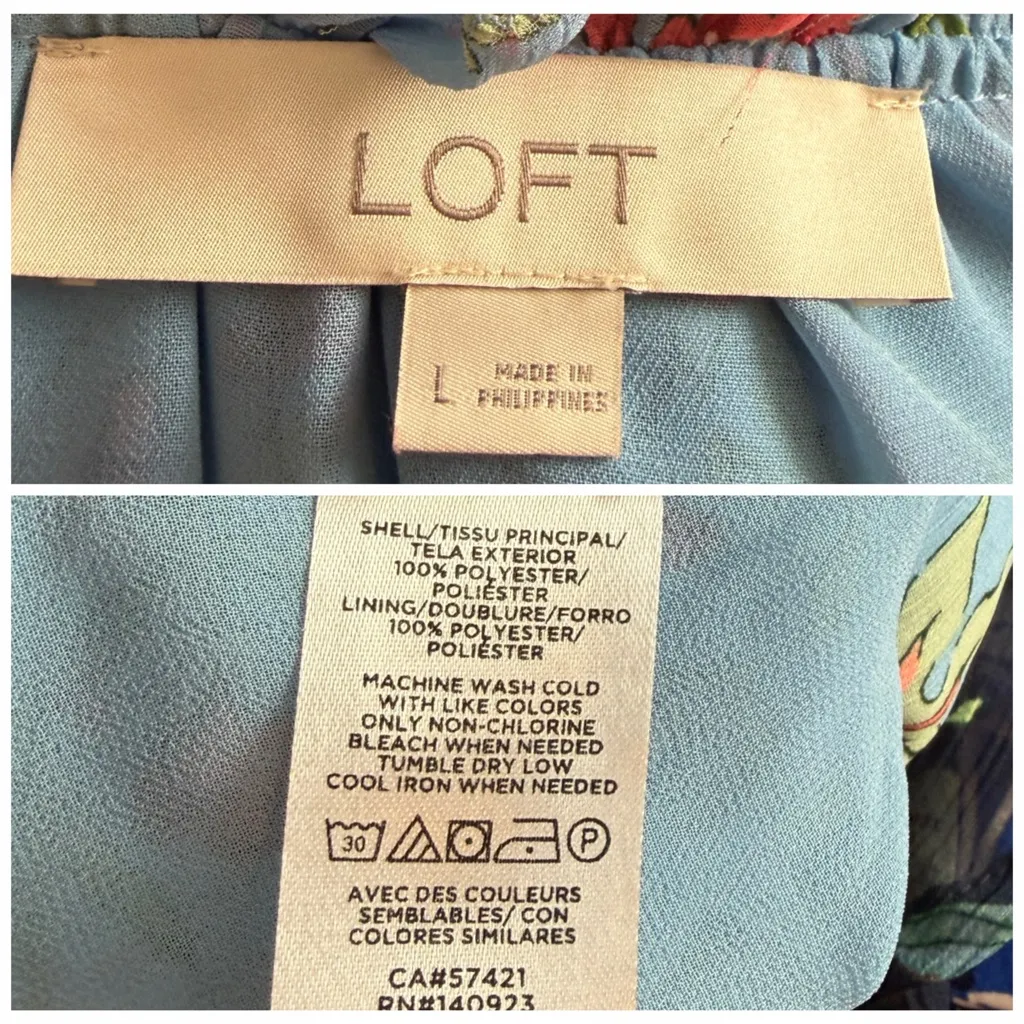 LOFT
L
MADE IN
PHILIPPINES
SHELL/TISSU PRINCIPAL/
TELA EXTERIOR
100% POLYESTER/
POLIÉSTER
LINING/DOUBLURE/FORRO
100% POLYESTER/
POLIÉSTER
MACHINE WASH COLD
WITH LIKE COLORS
ONLY NON-CHLORINE
BLEACH WHEN NEEDED
TUMBLE DRY LOW
COOL IRON WHEN NEEDED
30 P
AVEC DES COULEURS
SEMBLABLES/ CON
COLORES SIMILARES
CA#57421
RN#140923